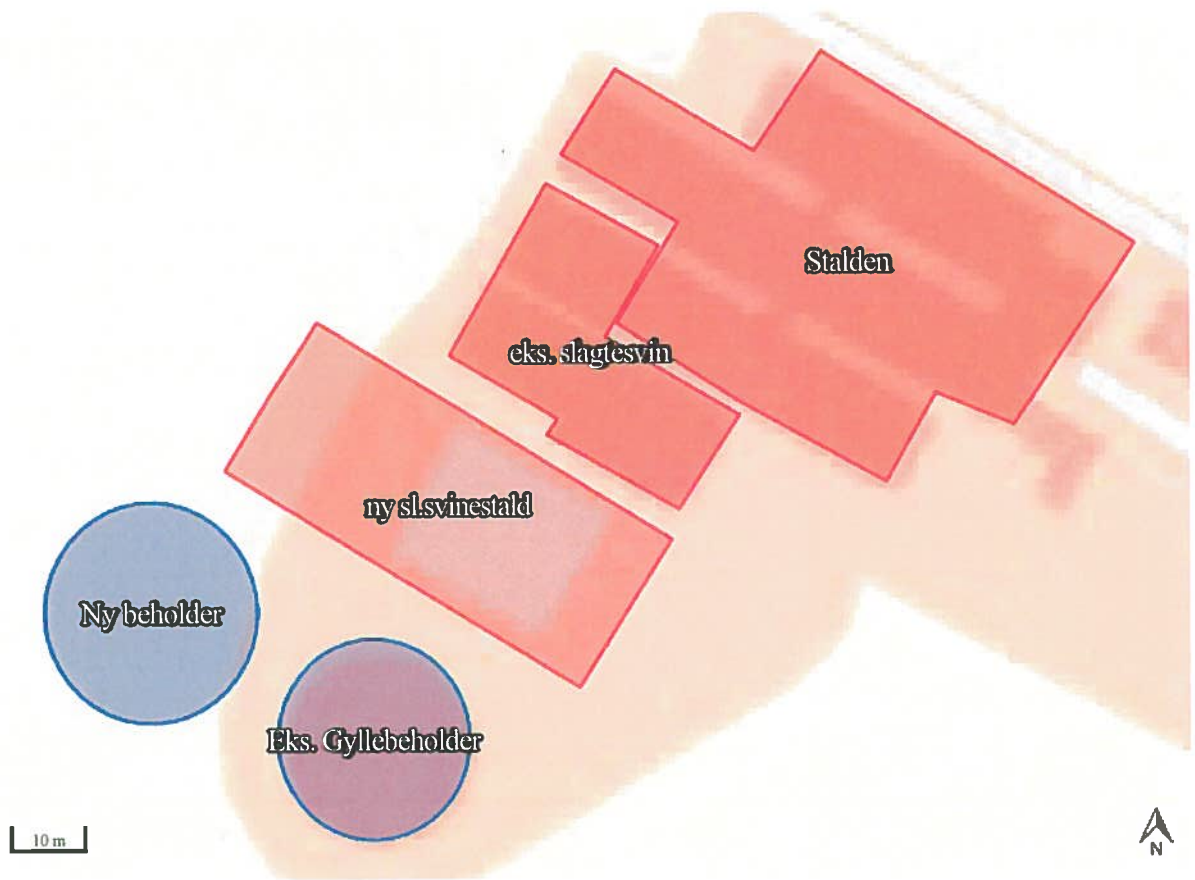 Stalden
eks. slagtesvin
ny sl.svinestald
Ny beholder
Eks. Gyllebeholder
10 m
N